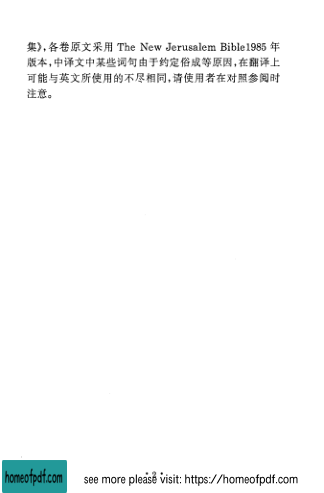 集》，各卷原文采用 The New Jerusalem Bible1985 年
版本，中译文中某些词句由于约定俗成等原因，在翻译上
可能与英文所使用的不尽相同，请使用者在对照参阅时
注意。
homeofpdf.com
see more please visit: https://homeofpdf.com